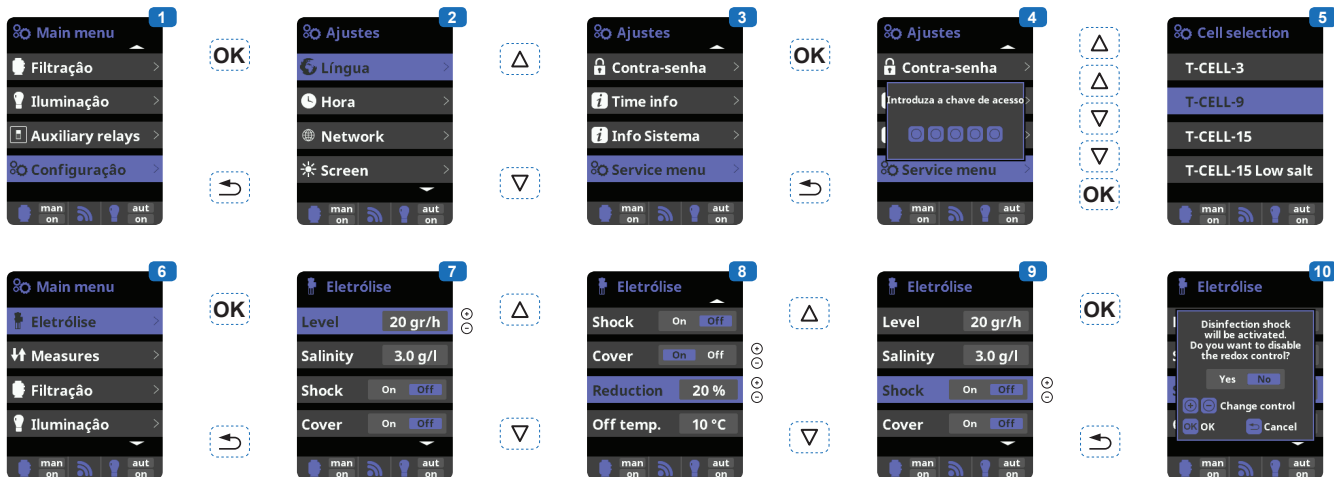 1
Main menu
Filtração
Iluminação
Auxiliary relays
Configuração
man
on
aut
on
OK
2
Ajustes
Língua
Hora
Network
Screen
man
on
aut
on
3
Ajustes
Contra-senha
Time info
Info Sistema
Service menu
man
on
aut
on
OK
4
Ajustes
Contra-senha
Introduza a chave de acesso
Service menu
man
on
aut
on
OK
5
Cell selection
T-CELL-3
T-CELL-9
T-CELL-15
T-CELL-15 Low salt
man
on
aut
on
6
Main menu
Eletrólise
Measures
Filtração
Iluminação
man
on
aut
on
OK
7
Eletrólise
Level 20 gr/h
Salinity 3.0 g/l
Shock On Off
Cover On Off
man
on
aut
on
8
Eletrólise
Shock On Off
Cover On Off
Reduction 20 %
Off temp. 10 °C
man
on
aut
on
9
Eletrólise
Level 20 gr/h
Salinity 3.0 g/l
Shock On Off
Cover On Off
man
on
aut
on
OK
10
Eletrólise
Disinfection shock
will be activated.
Do you want to disable
the redox control?
Yes No
Change control
OK OK Cancel
man
on
aut
on